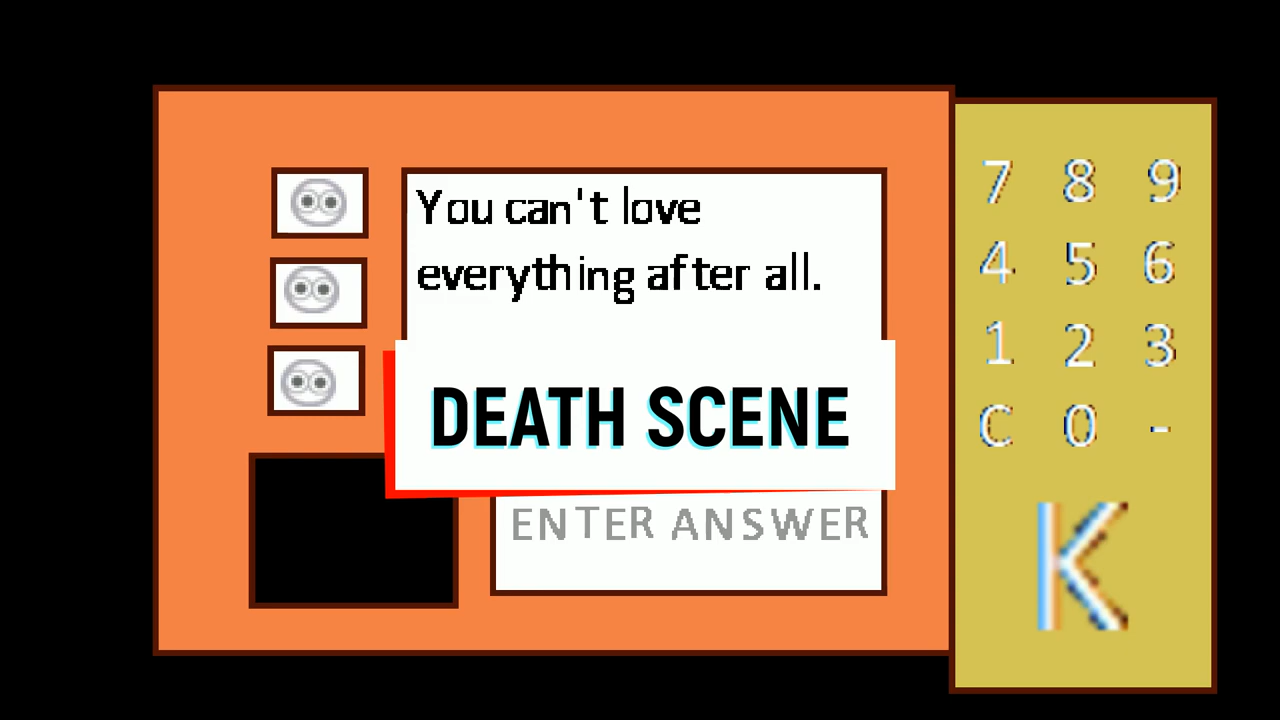 You can't love
everything after all.
DEATH SCENE
ENTER ANSWER
7 8 9
4 5 6
1 2 3
C 0 -
K